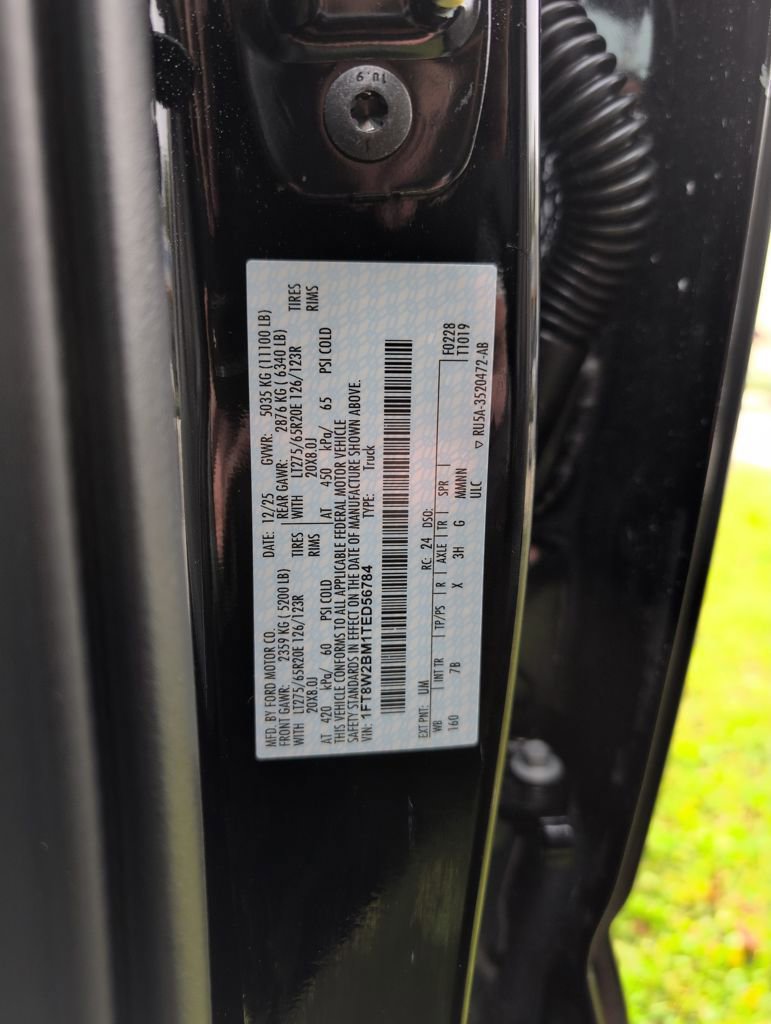 10.9
MFD. BY FORD MOTOR CO. DATE: 12/25 GVWR: 5035 KG (11100 LB)
FRONT GAWR: 2359 KG ( 5200 LB) REAR GAWR: 2876 KG ( 6340 LB)
WITH LT275/65R20E 126/123R TIRES WITH LT275/65R20E 126/123R TIRES
20X8.0J RIMS 20X8.0J RIMS
AT 420 kPa/ 60 PSI COLD AT 450 kPa/ 65 PSI COLD
THIS VEHICLE CONFORMS TO ALL APPLICABLE FEDERAL MOTOR VEHICLE
SAFETY STANDARDS IN EFFECT ON THE DATE OF MANUFACTURE SHOWN ABOVE.
VIN: 1FT8W2BM1TED56784 TYPE: Truck
EXT PNT: UM RC: 24 DSO: F0228
WB INT TR TP/PS R AXLE TR SPR T1019
160 7B X 3H G MMNNN
ULC ▽ RU5A-3520472-AB